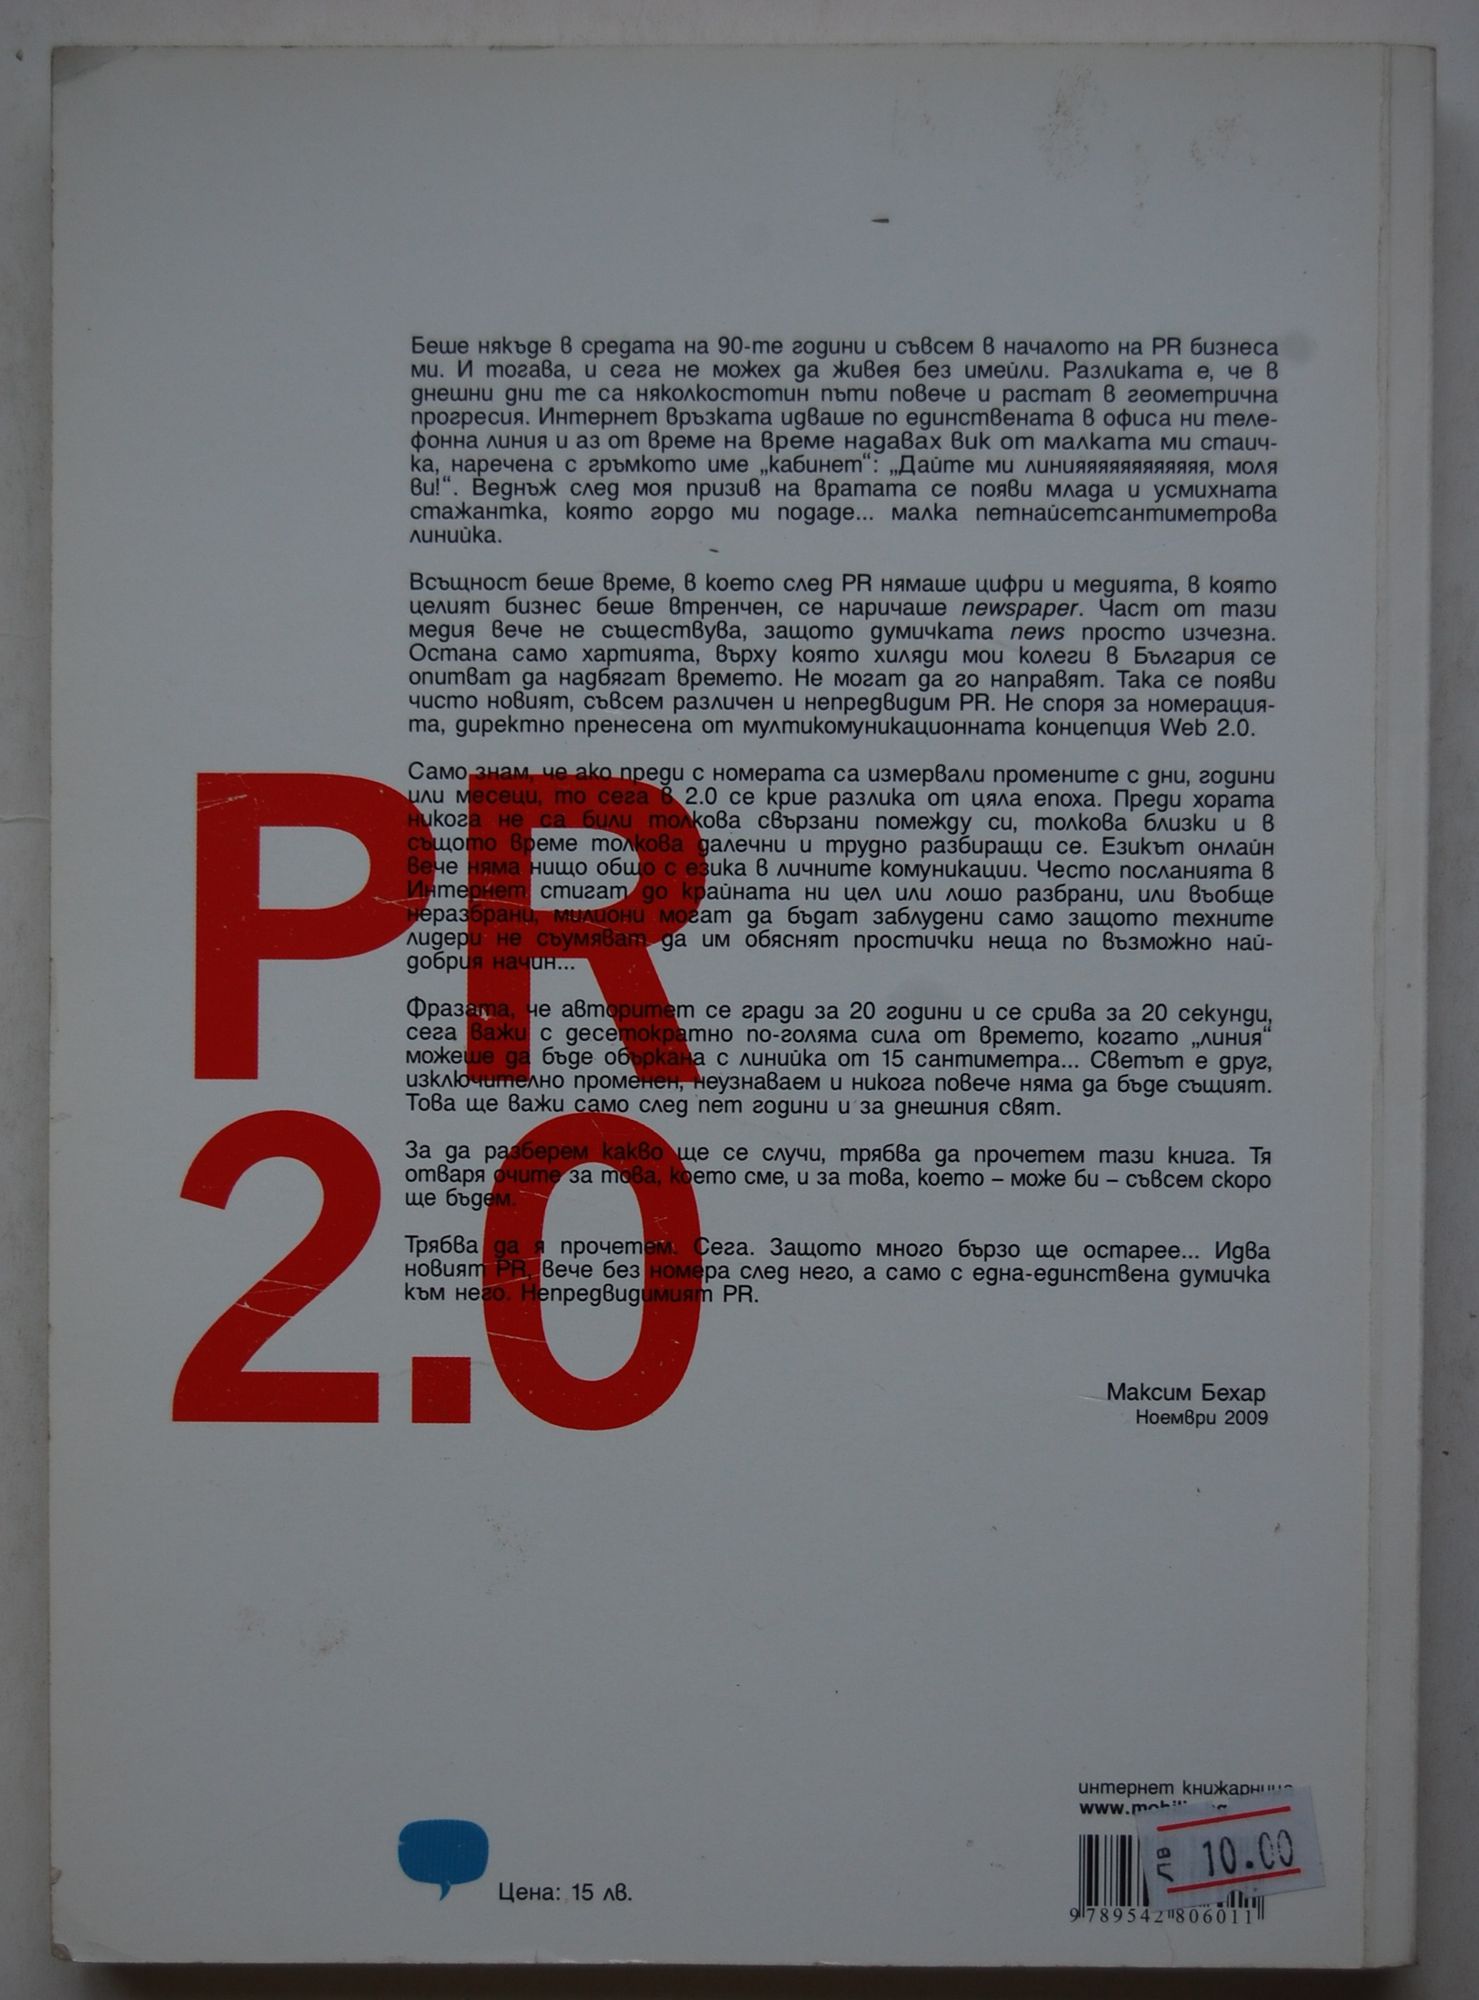 Беше някъде в средата на 90-те години и съвсем в началото на PR бизнеса
ми. И тогава, и сега не можех да живея без имейли. Разликата е, че в
днешни дни те са няколкостотин пъти повече и растат в геометрична
прогресия. Интернет връзката идваше по единствената в офиса ни теле-
фонна линия и аз от време на време надавах вик от малката ми стаич-
ка, наречена с гръмкото име „кабинет“: „Дайте ми линияяяяяяяяяяяя, моля
ви!“. Веднъж след моя призив на вратата се появи млада и усмихната
стажантка, която гордо ми подаде... малка петнайсетсантиметрова
линийка.
Всъщност беше време, в което след PR нямаше цифри и медията, в която
целият бизнес беше втренчен, се наричаше newspaper. Част от тази
медия вече не съществува, защото думичката news просто изчезна.
Остана само хартията, върху която хиляди мои колеги в България се
опитват да надбягат времето. Не могат да го направят. Така се появи
чисто новият, съвсем различен и непредвидим PR. Не споря за номерация-
та, директно пренесена от мултикомуникационната концепция Web 2.0.
Само знам, че ако преди с номерата са измервали промените с дни, години
или месеци, то сега в 2.0 се крие разлика от цяла епоха. Преди хората
никога не са били толкова свързани помежду си, толкова близки и в
същото време толкова далечни и трудно разбиращи се. Езикът онлайн
вече няма нищо общо с езика в личните комуникации. Често посланията в
Интернет стигат до крайната ни цел или лошо разбрани, или въобще
неразбрани, милиони могат да бъдат заблудени само защото техните
лидери не съумяват да им обяснят простички неща по възможно най-
добрия начин...
Фразата, че авторитет се гради за 20 години и се срива за 20 секунди,
сега важи с десетократно по-голяма сила от времето, когато „линия“
можеше да бъде объркана с линийка от 15 сантиметра... Светът е друг,
изключително променен, неузнаваем и никога повече няма да бъде същият.
Това ще важи само след пет години и за днешния свят.
За да разберем какво ще се случи, трябва да прочетем тази книга. Тя
отваря очите за това, което сме, и за това, което – може би – съвсем скоро
ще бъдем.
Трябва да я прочетем. Сега. Защото много бързо ще остарее... Идва
новият PR, вече без номера след него, а само с една-единствена думичка
към него. Непредвидимият PR.
PR
2.0
Максим Бехар
Ноември 2009
интернет
лв 10.00
Цена: 15 лв.
9 789542 806011